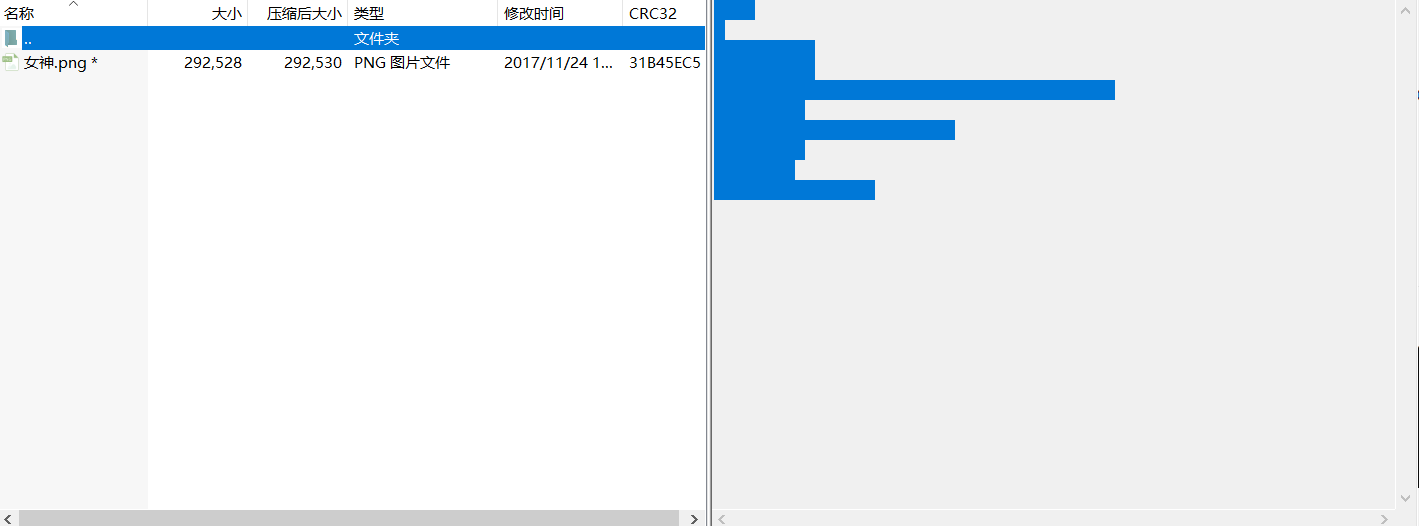 名称 大小 压缩后大小 类型 修改时间 CRC32
.. 文件夹
女神.png * 292,528 292,530 PNG 图片文件 2017/11/24 1... 31B45EC5